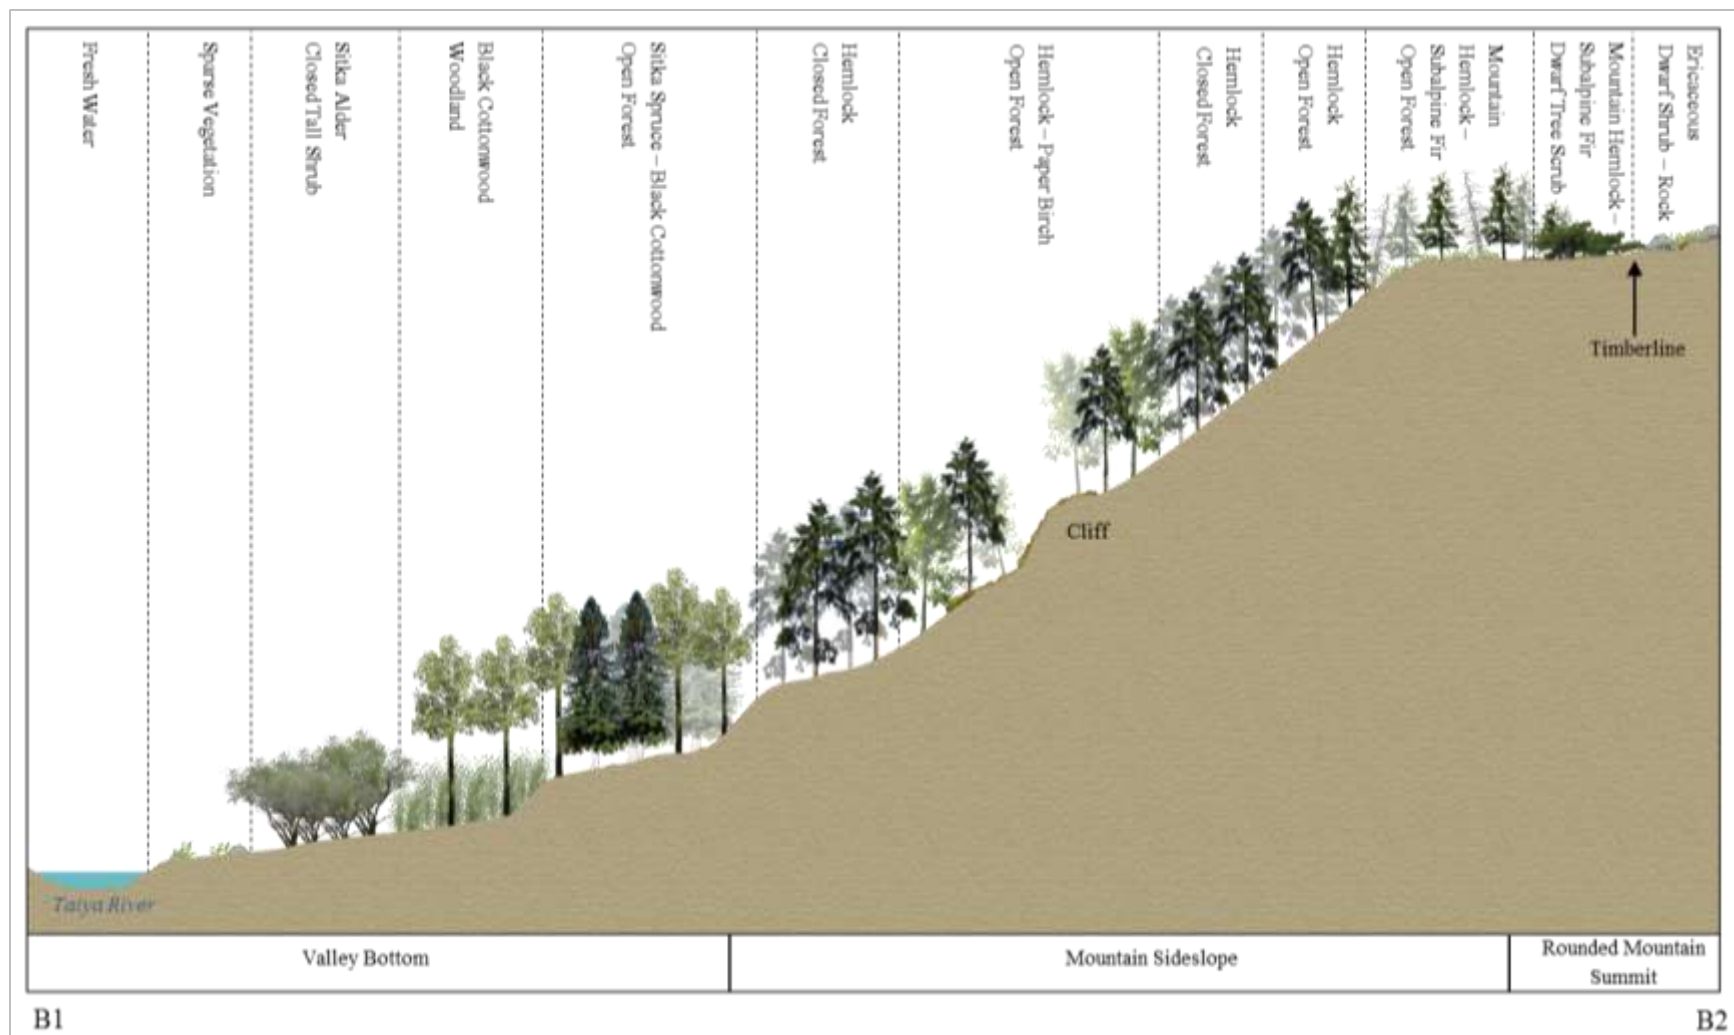 Fresh Water
Sparse Vegetation
Sitka Alder
Closed Tall Shrub
Black Cottonwood
Woodland
Sitka Spruce – Black Cottonwood
Open Forest
Hemlock
Closed Forest
Hemlock – Paper Birch
Open Forest
Hemlock
Closed Forest
Hemlock
Open Forest
Mountain
Hemlock –
Subalpine Fir
Open Forest
Mountain Hemlock –
Subalpine Fir
Dwarf Tree Scrub
Ericaceous
Dwarf Shrub – Rock
Timberline
Cliff
Taiya River
Valley Bottom
Mountain Sideslope
Rounded Mountain
Summit
B1
B2